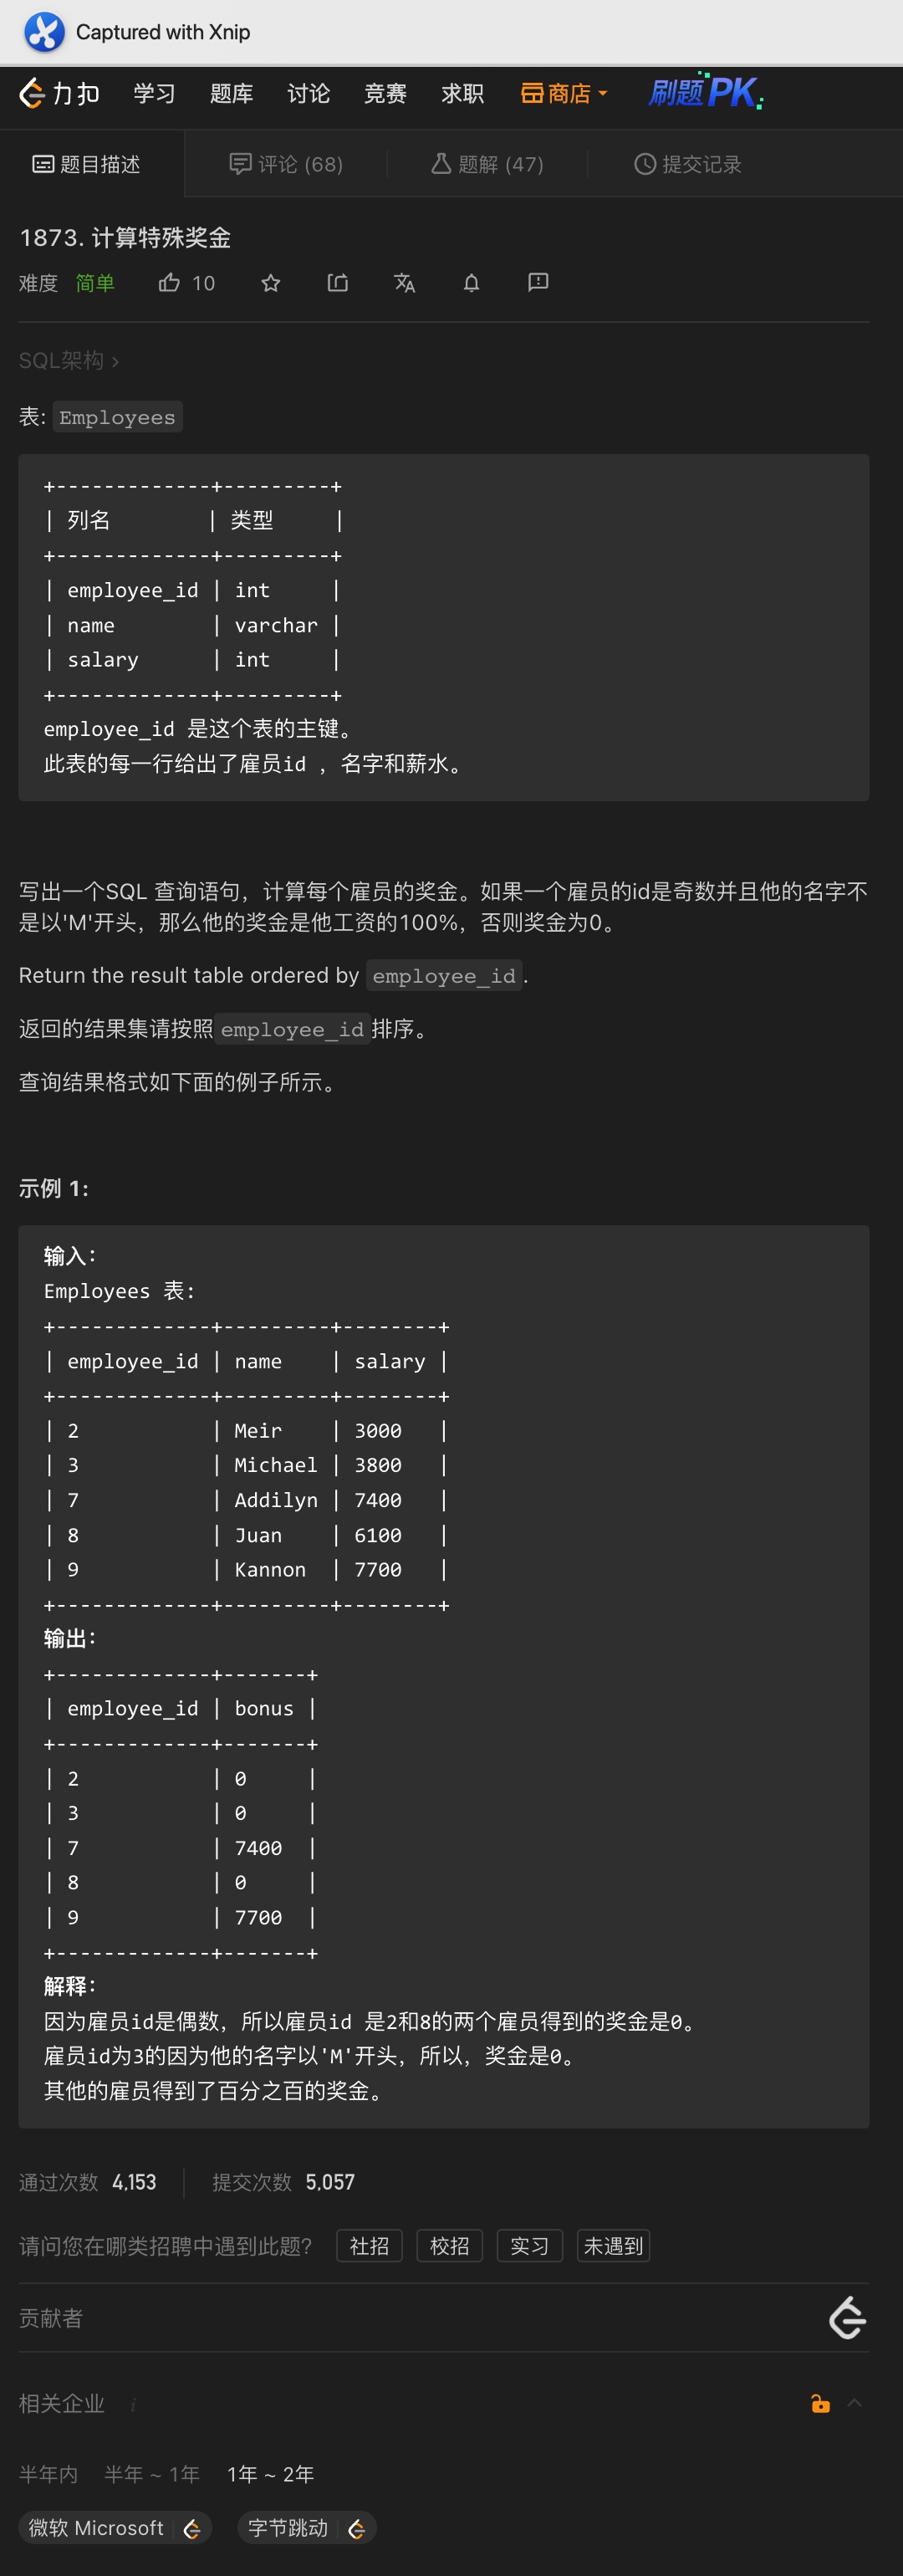 Captured with Xnip
力扣 学习 题库 讨论 竞赛 求职 商店 刷题PK.
题目描述 评论 (68) 题解 (47) 提交记录
1873. 计算特殊奖金
难度 简单 10
SQL架构 >
表: Employees
+-------------+---------+
| 列名 | 类型 |
+-------------+---------+
| employee_id | int |
| name | varchar |
| salary | int |
+-------------+---------+
employee_id 是这个表的主键。
此表的每一行给出了雇员id ，名字和薪水。
写出一个SQL 查询语句，计算每个雇员的奖金。如果一个雇员的id是奇数并且他的名字不
是以'M'开头，那么他的奖金是他工资的100%，否则奖金为0。
Return the result table ordered by employee_id.
返回的结果集请按照employee_id排序。
查询结果格式如下面的例子所示。
示例 1:
输入：
Employees 表:
+-------------+---------+--------+
| employee_id | name | salary |
+-------------+---------+--------+
| 2 | Meir | 3000 |
| 3 | Michael | 3800 |
| 7 | Addilyn | 7400 |
| 8 | Juan | 6100 |
| 9 | Kannon | 7700 |
+-------------+---------+--------+
输出：
+-------------+-------+
| employee_id | bonus |
+-------------+-------+
| 2 | 0 |
| 3 | 0 |
| 7 | 7400 |
| 8 | 0 |
| 9 | 7700 |
+-------------+-------+
解释：
因为雇员id是偶数，所以雇员id 是2和8的两个雇员得到的奖金是0。
雇员id为3的因为他的名字以'M'开头，所以，奖金是0。
其他的雇员得到了百分之百的奖金。
通过次数 4,153 提交次数 5,057
请问您在哪类招聘中遇到此题? 社招 校招 实习 未遇到
贡献者
相关企业 i
半年内 半年 ~ 1年 1年 ~ 2年
微软 Microsoft 字节跳动